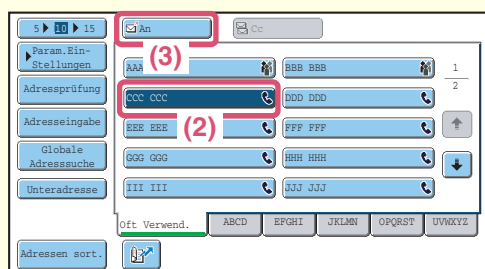 5 10 15
An
Cc
Param.Ein-
Stellungen
(3)
AAA
BBB BBB
1
2
Adressprüfung
CCC CCC
DDD DDD
Adresseingabe
EEE EEE
(2)
FFF FFF
Globale
Adresssuche
GGG GGG
HHH HHH
Unteradresse
III III
JJJ JJJ
Oft Verwend.
ABCD
EFGHI
JKLMN
OPQRST
UVWXYZ
Adressen sort.